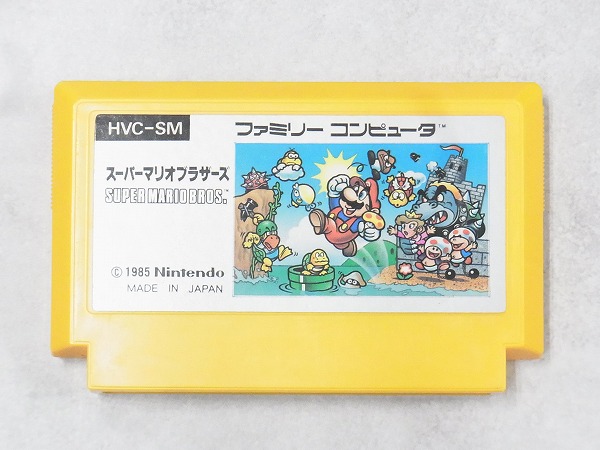 HVC-SM
ファミリー コンピュータ™
スーパーマリオブラザーズ
SUPER MARIO BROS.™
© 1985 Nintendo
MADE IN JAPAN